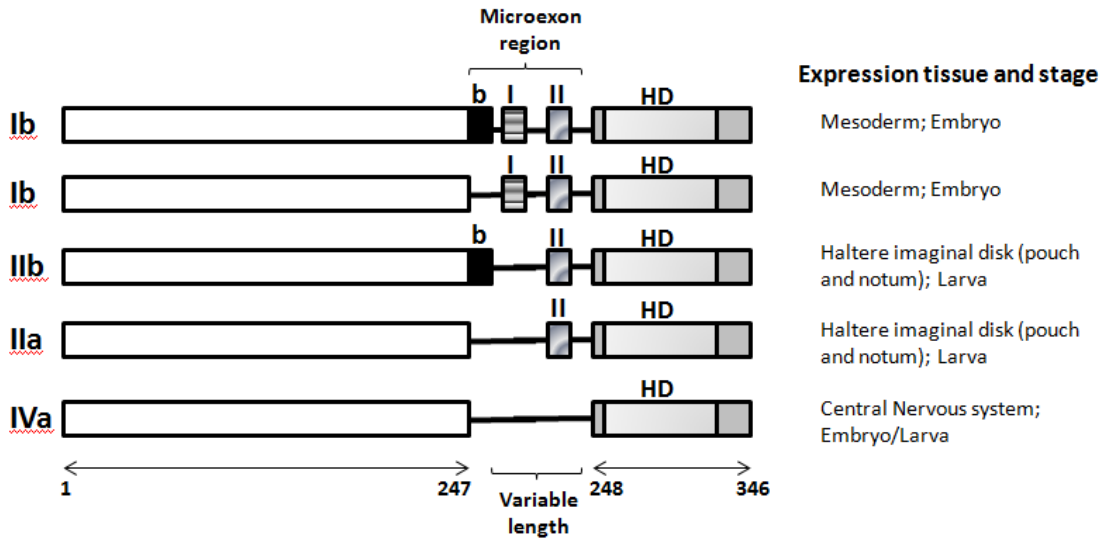 Microexon
region
Expression tissue and stage
b I II HD
Ib
Mesoderm; Embryo
I II HD
Ib
Mesoderm; Embryo
b II HD
IIb
Haltere imaginal disk (pouch
and notum); Larva
II
IIa
Haltere imaginal disk (pouch
and notum); Larva
HD
IVa
Central Nervous system;
Embryo/Larva
1 247 248 346
Variable
length